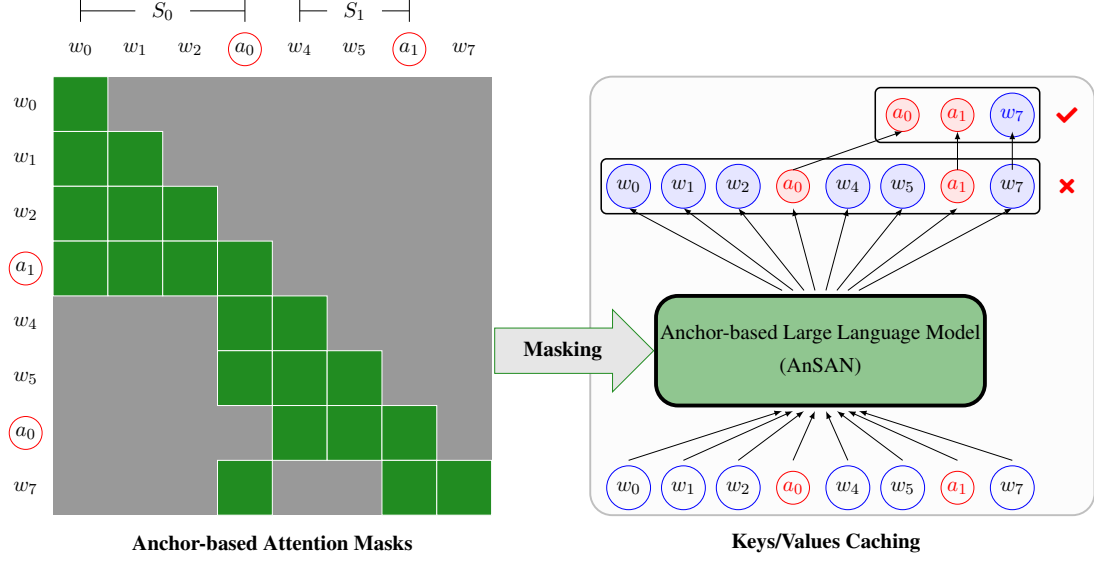 S₀ S₁
w₀ w₁ w₂ a₀ w₄ w₅ a₁ w₇
w₀
w₁
w₂
a₁
w₄
w₅
a₀
w₇
Anchor-based Attention Masks
Masking
a₀ a₁ w₇
w₀ w₁ w₂ a₀ w₄ w₅ a₁ w₇
Anchor-based Large Language Model
(AnSAN)
w₀ w₁ w₂ a₀ w₄ w₅ a₁ w₇
Keys/Values Caching